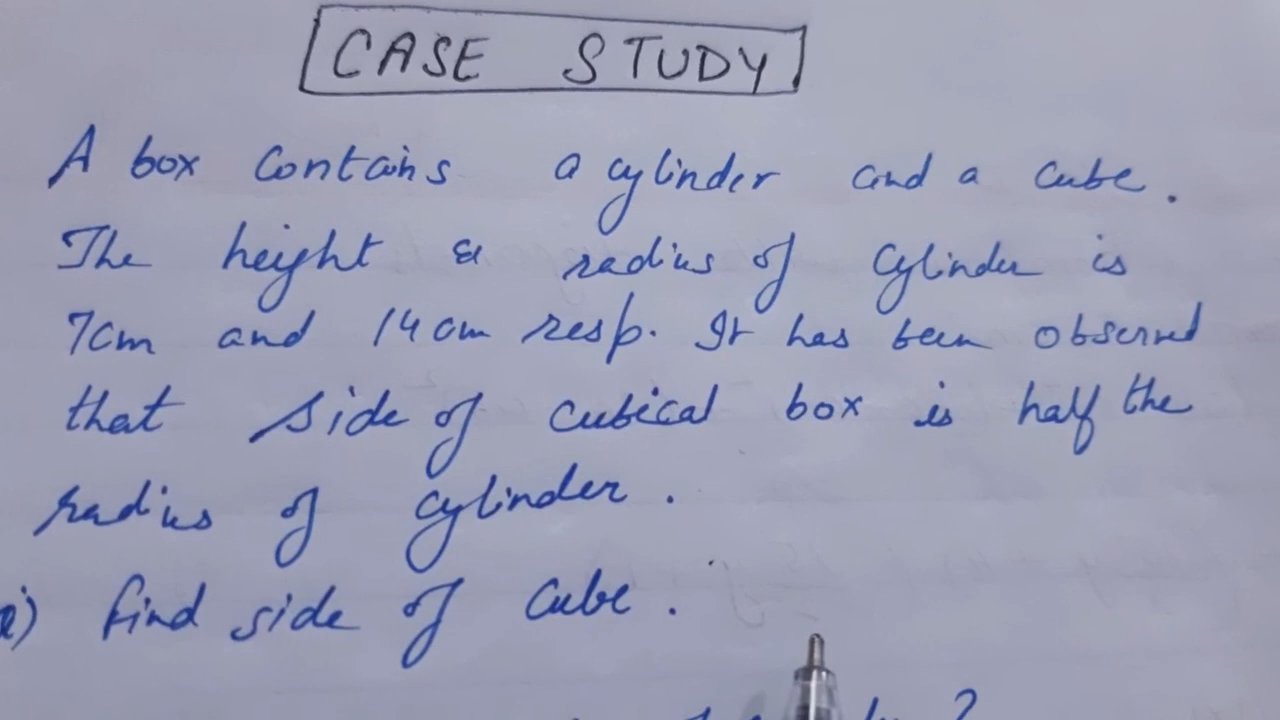 CASE STUDY
A box contains a cylinder and a cube.
The height & radius of cylinder is
7cm and 14cm resp. It has been observed
that side of cubical box is half the
radius of cylinder.
i) find side of cube.
?